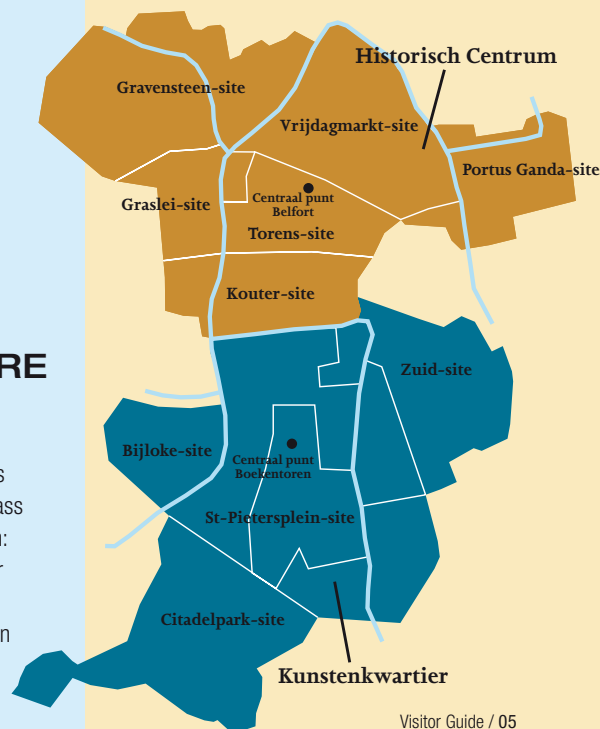 Historisch Centrum
Gravensteen-site
Vrijdagmarkt-site
Portus Ganda-site
Graslei-site
Centraal punt
Belfort
Torens-site
Kouter-site
RE
Zuid-site
Bijloke-site
Centraal punt
Boekentoren
s
ass
St-Pietersplein-site
n:
r
Citadelpark-site
n
Kunstenkwartier
Visitor Guide / 05